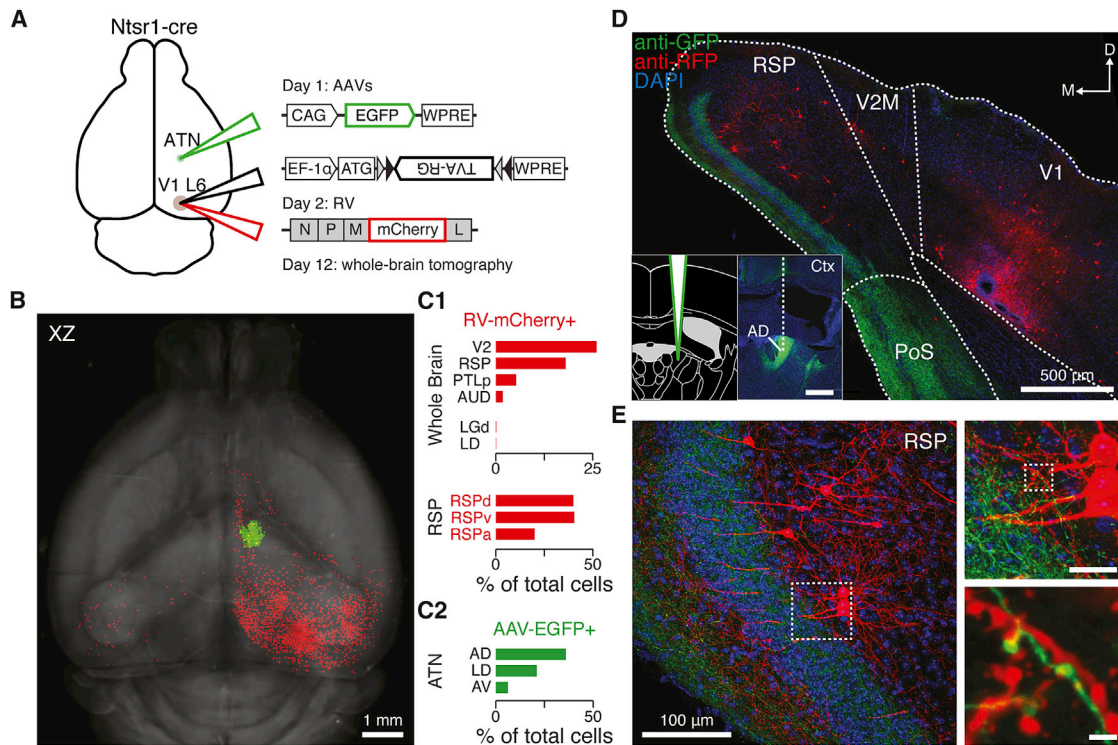 A
Ntsr1-cre
ATN
V1 L6
Day 1: AAVs
CAG EGFP WPRE
EF-1α ATG TVA-RG WPRE
Day 2: RV
N P M mCherry L
Day 12: whole-brain tomography
B
XZ
1 mm
C1
RV-mCherry+
Whole Brain
V2
RSP
PTLp
AUD
LGd
LD
0 25
RSP
RSPd
RSPv
RSPa
0 50
% of total cells
C2
AAV-EGFP+
ATN
AD
LD
AV
0 50
% of total cells
D
anti-GFP
anti-RFP
DAPI
RSP
V2M
V1
D
M
Ctx
AD
PoS
500 µm
E
RSP
100 µm